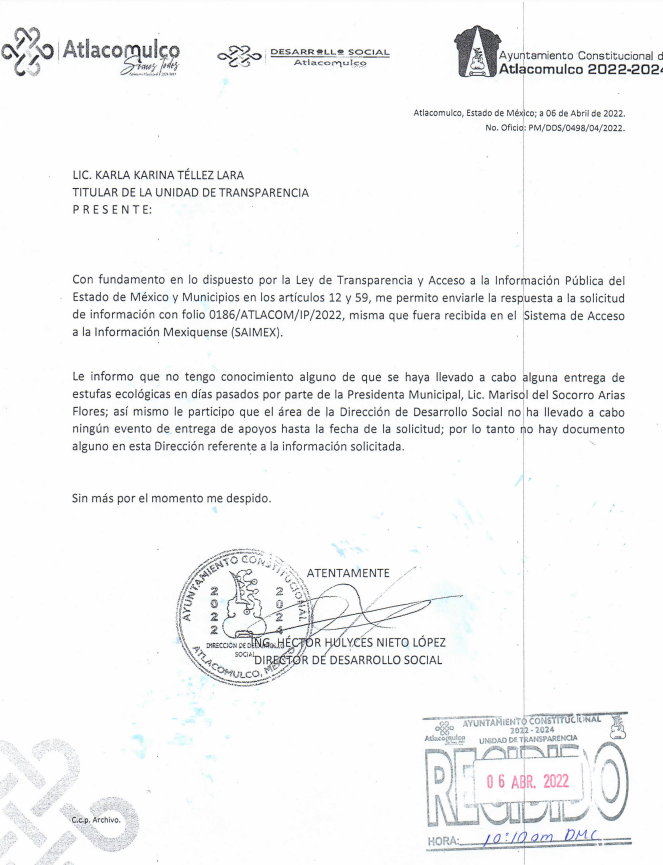 Atlacomulco
Somos Todos
DESARROLLO SOCIAL
Atlacomulco
Ayuntamiento Constitucional d
Atlacomulco 2022-2024
Atlacomulco, Estado de México; a 06 de Abril de 2022.
No. Oficio: PM/DDS/0498/04/2022.
LIC. KARLA KARINA TÉLLEZ LARA
TITULAR DE LA UNIDAD DE TRANSPARENCIA
P R E S E N T E:
Con fundamento en lo dispuesto por la Ley de Transparencia y Acceso a la Información Pública del
Estado de México y Municipios en los artículos 12 y 59, me permito enviarle la respuesta a la solicitud
de información con folio 0186/ATLACOM/IP/2022, misma que fuera recibida en el Sistema de Acceso
a la Información Mexiquense (SAIMEX).
Le informo que no tengo conocimiento alguno de que se haya llevado a cabo alguna entrega de
estufas ecológicas en días pasados por parte de la Presidenta Municipal, Lic. Marisol del Socorro Arias
Flores; así mismo le participo que el área de la Dirección de Desarrollo Social no ha llevado a cabo
ningún evento de entrega de apoyos hasta la fecha de la solicitud; por lo tanto no hay documento
alguno en esta Dirección referente a la información solicitada.
Sin más por el momento me despido.
AYUNTAMIENTO CONSTITUCIONAL
2022
2024
DIRECCIÓN DE DESARROLLO
SOCIAL
ATLACOMULCO, MÉXICO
ATENTAMENTE
ING. HÉCTOR HULYCES NIETO LÓPEZ
DIRECTOR DE DESARROLLO SOCIAL
AYUNTAMIENTO CONSTITUCIONAL
2022 - 2024
Atlacomulco
UNIDAD DE TRANSPARENCIA
RECIBIDO
06 ABR. 2022
HORA: 10:10 am DMC
C.c.p. Archivo.